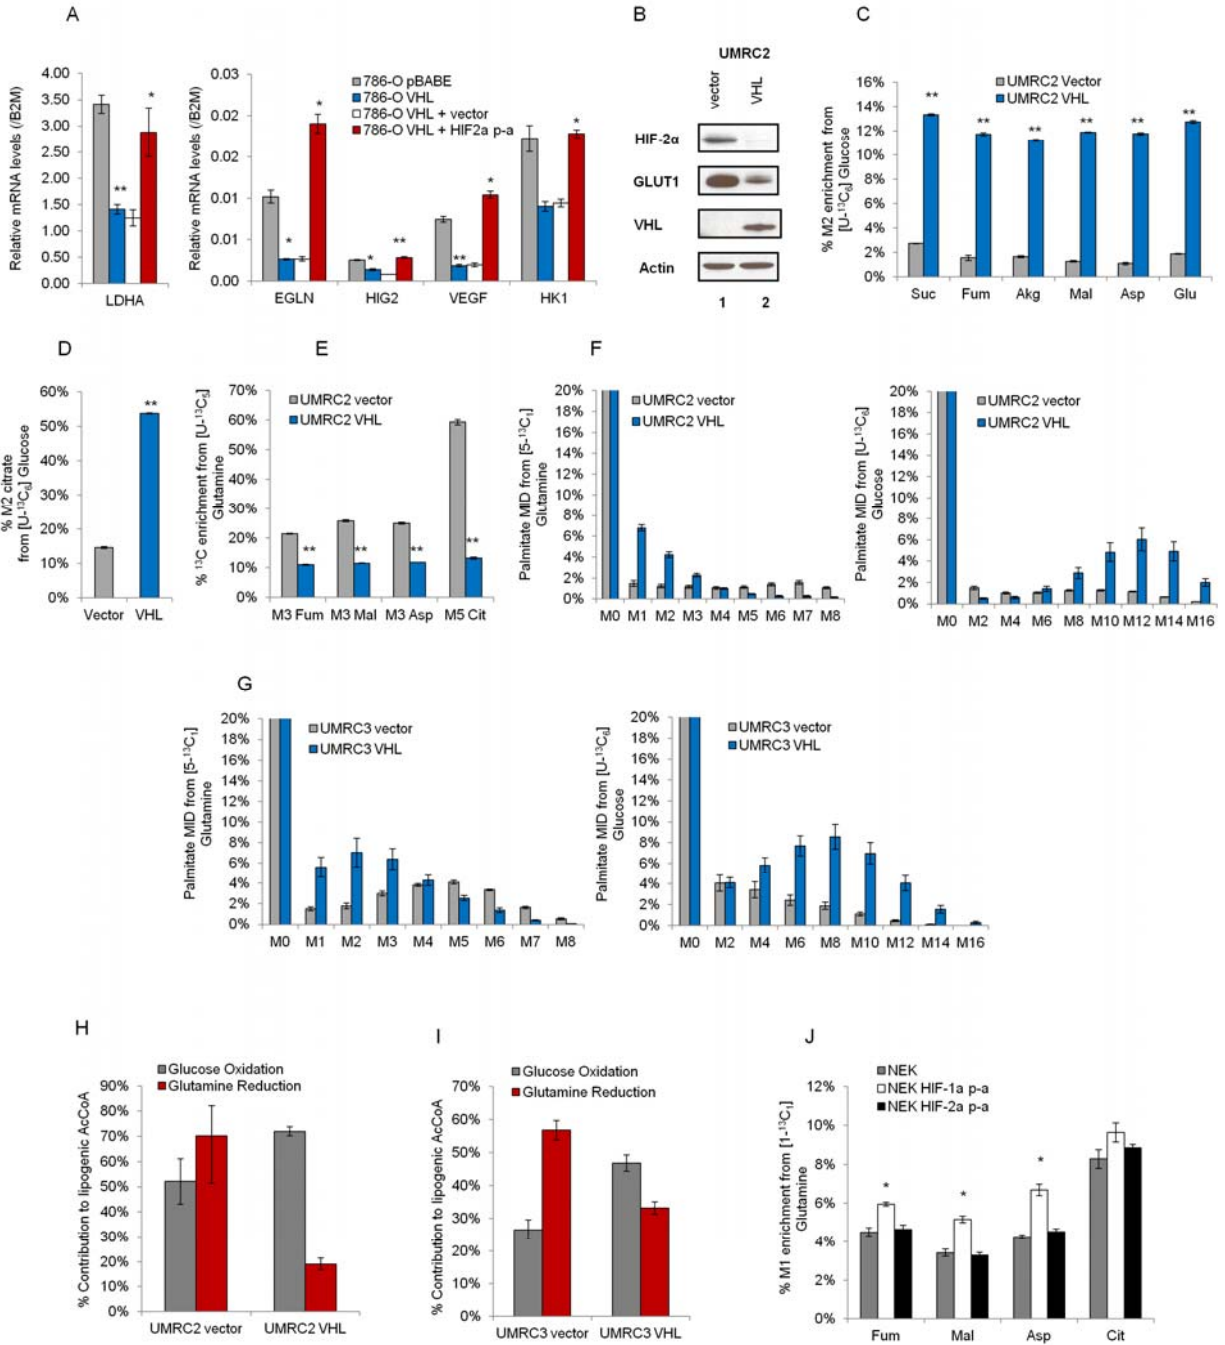 A
Relative mRNA levels (/B2M)
4.00
3.50
3.00
2.50
2.00
1.50
1.00
0.50
0.00
**
*
LDHA
Relative mRNA levels (/B2M)
0.03
0.02
0.02
0.01
0.01
0.00
786-O pBABE
786-O VHL
786-O VHL + vector
786-O VHL + HIF2a p-a
*
*
*
**
**
*
*
EGLN
HIG2
VEGF
HK1
B
UMRC2
vector
VHL
HIF-2α
GLUT1
VHL
Actin
1
2
C
% M2 enrichment from
[U-¹³C₆] Glucose
16%
14%
12%
10%
8%
6%
4%
2%
0%
UMRC2 Vector
UMRC2 VHL
**
**
**
**
**
**
Suc
Fum
Akg
Mal
Asp
Glu
D
% M2 citrate
from [U-¹³C₆] Glucose
60%
50%
40%
30%
20%
10%
0%
**
Vector
VHL
E
% ¹³C enrichment from [U-¹³C₅]
Glutamine
70%
60%
50%
40%
30%
20%
10%
0%
UMRC2 vector
UMRC2 VHL
**
**
**
**
M3 Fum
M3 Mal
M3 Asp
M5 Cit
F
Palmitate MID from [5-¹³C₁]
Glutamine
20%
18%
16%
14%
12%
10%
8%
6%
4%
2%
0%
UMRC2 vector
UMRC2 VHL
M0
M1
M2
M3
M4
M5
M6
M7
M8
Palmitate MID from [U-¹³C₆]
Glucose
20%
18%
16%
14%
12%
10%
8%
6%
4%
2%
0%
UMRC2 vector
UMRC2 VHL
M0
M2
M4
M6
M8
M10
M12
M14
M16
G
Palmitate MID from [5-¹³C₁]
Glutamine
20%
18%
16%
14%
12%
10%
8%
6%
4%
2%
0%
UMRC3 vector
UMRC3 VHL
M0
M1
M2
M3
M4
M5
M6
M7
M8
Palmitate MID from [U-¹³C₆]
Glucose
20%
18%
16%
14%
12%
10%
8%
6%
4%
2%
0%
UMRC3 vector
UMRC3 VHL
M0
M2
M4
M6
M8
M10
M12
M14
M16
H
% Contribution to lipogenic AcCoA
90%
80%
70%
60%
50%
40%
30%
20%
10%
0%
Glucose Oxidation
Glutamine Reduction
UMRC2 vector
UMRC2 VHL
I
% Contribution to lipogenic AcCoA
70%
60%
50%
40%
30%
20%
10%
0%
Glucose Oxidation
Glutamine Reduction
UMRC3 vector
UMRC3 VHL
J
% M1 enrichment from [1-¹³C₁]
Glutamine
12%
10%
8%
6%
4%
2%
0%
NEK
NEK HIF-1a p-a
NEK HIF-2a p-a
*
*
*
Fum
Mal
Asp
Cit